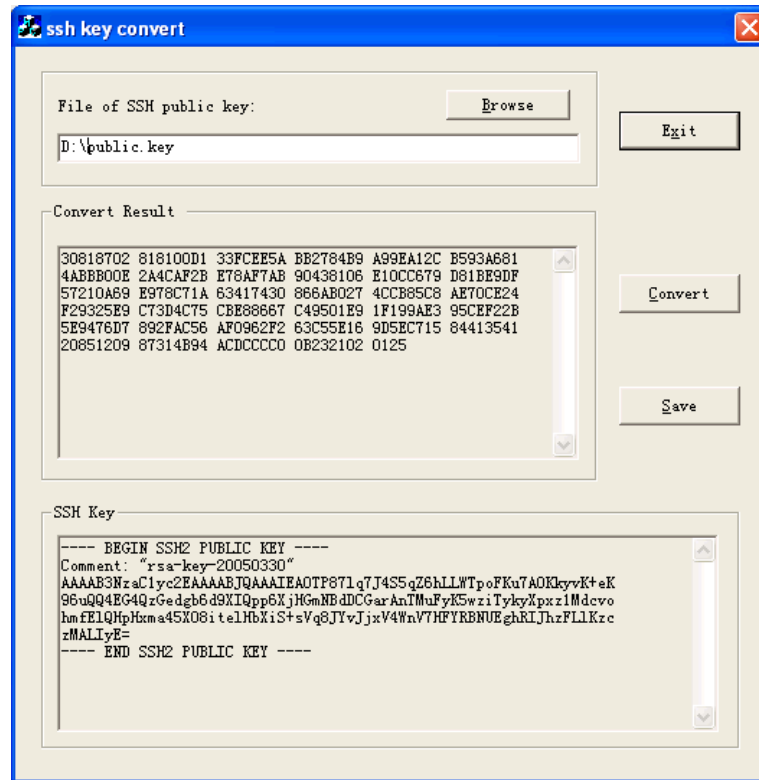 ssh key convert
File of SSH public key:
Browse
D:\public.key
Exit
Convert Result
30818702 818100D1 33FCEE5A BB2784B9 A99EA12C B593A681
4ABBB00E 2A4CAF2B E78AF7AB 90438106 E10CC679 D81BE9DF
57210A69 E978C71A 63417430 866AB027 4CCB85C8 AE70CE24
F29325E9 C73D4C75 CBE88667 C49501E9 1F199AE3 95CEF22B
5E9476D7 892FAC56 AF0962F2 63C55E16 9D5EC715 84413541
20851209 87314B94 ACDCCCC0 0B232102 0125
Convert
Save
SSH Key
---- BEGIN SSH2 PUBLIC KEY ----
Comment: "rsa-key-20050330"
AAAAB3NzaC1yc2EAAAABJQAAAIEA0TP87lq7J4S5qZ6hLLWTpoFKu7AOKkyvK+eK
96uQQ4EG4QzGedgb6d9XIQpp6XjHGmNBdDCGarAnTMuFyK5wziTykyXpxz1Mdcvo
hmfElQHpHxma45XO8itelHbXiS+sVq8JYvJjxV4WnV7HFYRBNUEghRIJhzFLlKzc
zMALIyE=
---- END SSH2 PUBLIC KEY ----